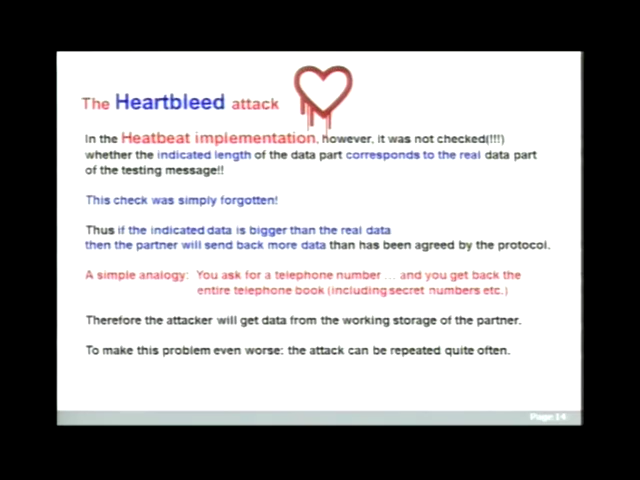 The Heartbleed attack
In the Heatbeat implementation, however, it was not checked(!!!)
whether the indicated length of the data part corresponds to the real data part
of the testing message!!
This check was simply forgotten!
Thus if the indicated data is bigger than the real data
then the partner will send back more data than has been agreed by the protocol.
A simple analogy: You ask for a telephone number ... and you get back the
entire telephone book (including secret numbers etc.)
Therefore the attacker will get data from the working storage of the partner.
To make this problem even worse: the attack can be repeated quite often.
Page 14